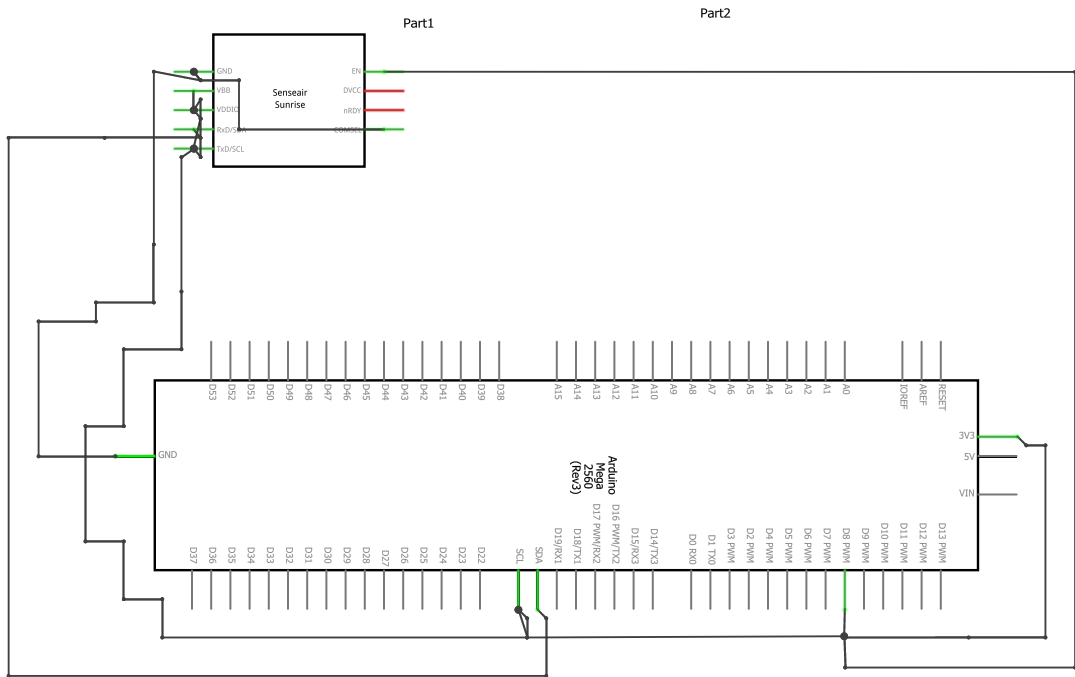 Part1
Part2
GND
VBB
VDDIO
RxD/SDA
TxD/SCL
Senseair
Sunrise
EN
DVCC
nRDY
COMSEL
D53
D52
D51
D50
D49
D48
D47
D46
D45
D44
D43
D42
D41
D40
D39
D38
A15
A14
A13
A12
A11
A10
A9
A8
A7
A6
A5
A4
A3
A2
A1
A0
IOREF
AREF
RESET
GND
Arduino
Mega
2560
(Rev3)
3V3
5V
VIN
D37
D36
D35
D34
D33
D32
D31
D30
D29
D28
D27
D26
D25
D24
D23
D22
SCL
SDA
D19/RX1
D18/TX1
D17 PWM/RX2
D16 PWM/TX2
D15/RX3
D14/TX3
D0 RX0
D1 TX0
D3 PWM
D2 PWM
D4 PWM
D5 PWM
D6 PWM
D7 PWM
D8 PWM
D9 PWM
D10 PWM
D11 PWM
D12 PWM
D13 PWM